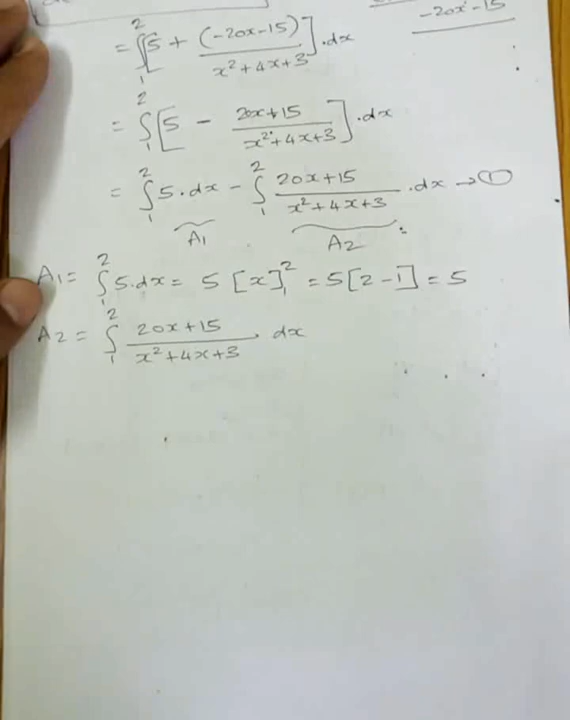 -20x-15
= ∫₁² [5 + (-20x-15)/(x²+4x+3)] .dx
= ∫₁² [5 - (20x+15)/(x²+4x+3)] .dx
= ∫₁² 5.dx - ∫₁² (20x+15)/(x²+4x+3) .dx → ①
A₁ A₂
A₁ = ∫₁² 5.dx = 5 [x]₁² = 5[2-1] = 5
A₂ = ∫₁² (20x+15)/(x²+4x+3) . dx